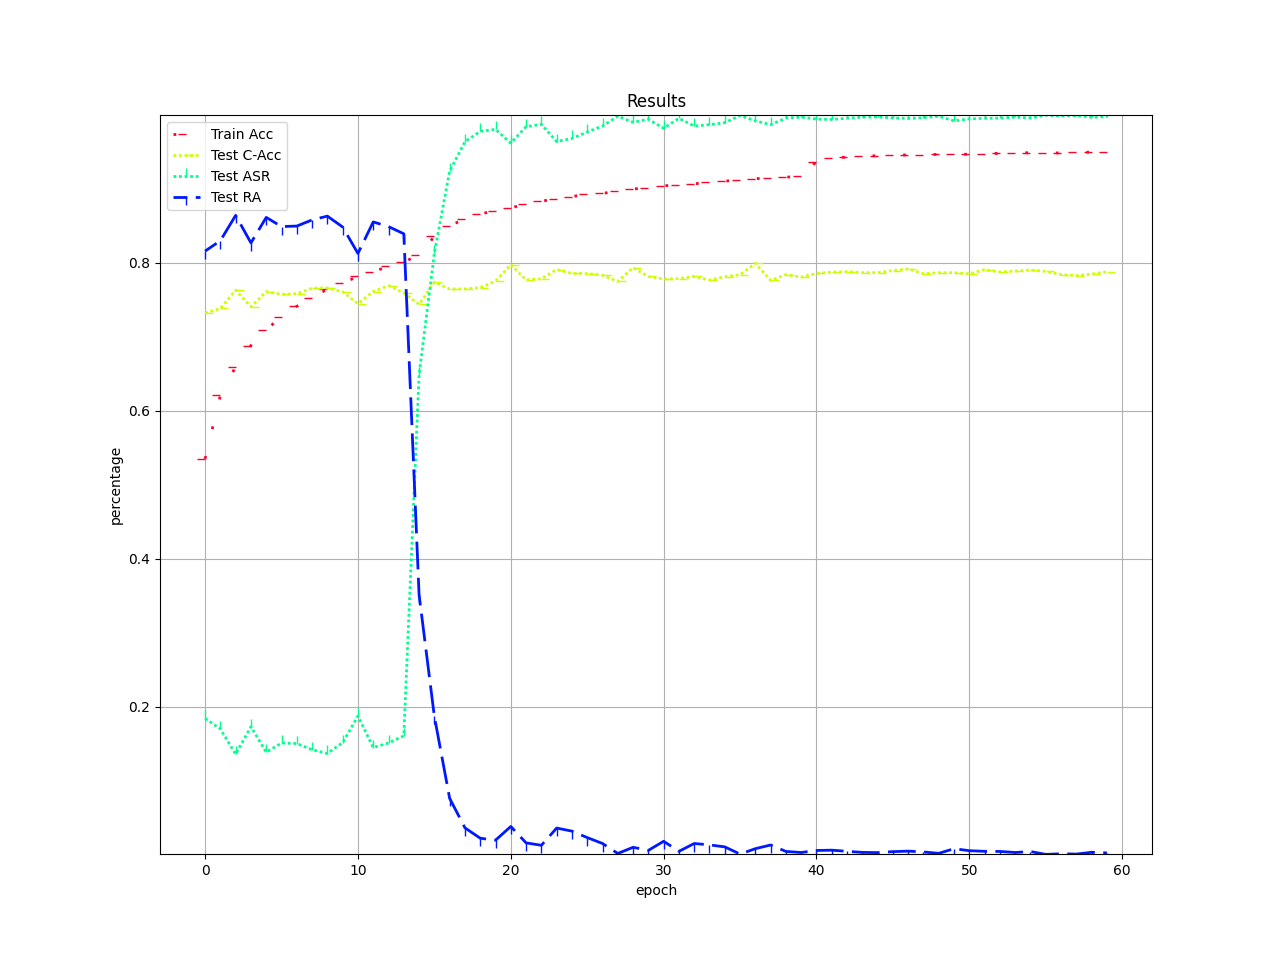 Results
Train Acc
Test C-Acc
Test ASR
Test RA
0.8
0.6
0.4
0.2
percentage
0 10 20 30 40 50 60
epoch